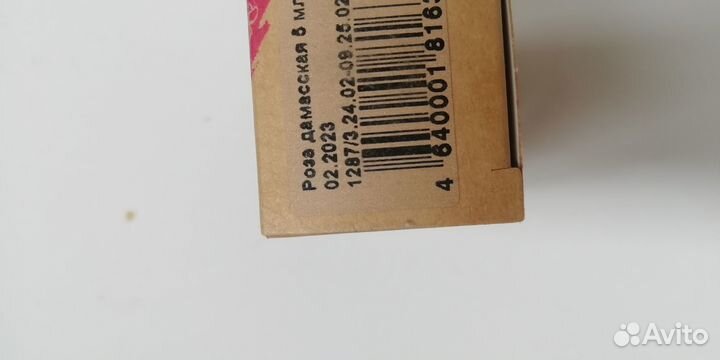 Роза дамасская 5 мл
02.2023
1287/3.24.02-09.25.02
4 640001 816
Avito